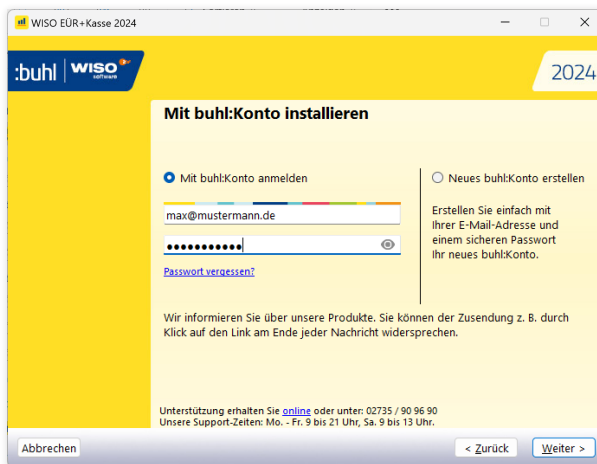 WISO EÜR+Kasse 2024
:buhl WISO software
2024
Mit buhl:Konto installieren
Mit buhl:Konto anmelden
max@mustermann.de
Passwort vergessen?
Neues buhl:Konto erstellen
Erstellen Sie einfach mit
Ihrer E-Mail-Adresse und
einem sicheren Passwort
Ihr neues buhl:Konto.
Wir informieren Sie über unsere Produkte. Sie können der Zusendung z. B. durch
Klick auf den Link am Ende jeder Nachricht widersprechen.
Unterstützung erhalten Sie online oder unter: 02735 / 90 96 90
Unsere Support-Zeiten: Mo. - Fr. 9 bis 21 Uhr, Sa. 9 bis 13 Uhr.
Abbrechen
< Zurück
Weiter >